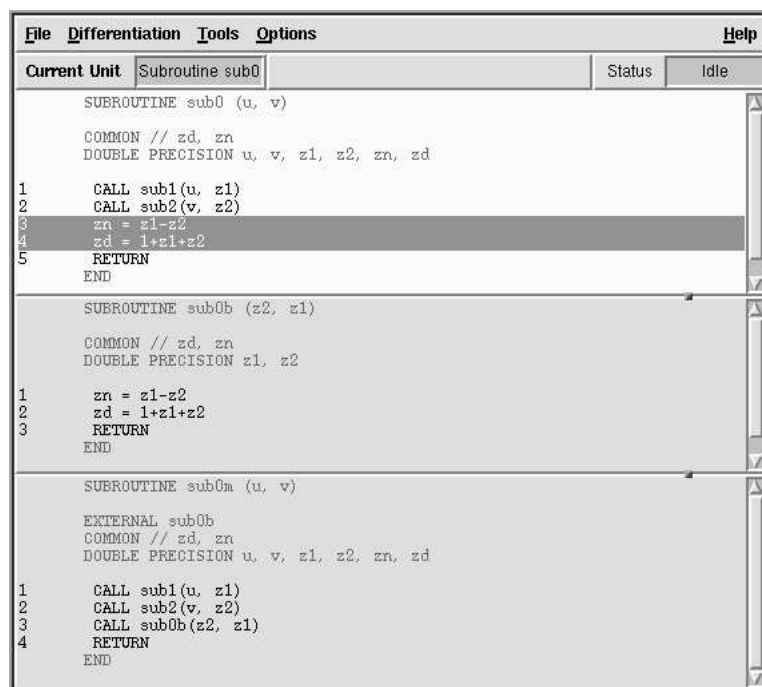 File Differentiation Tools Options Help
Current Unit Subroutine sub0 Status Idle
SUBROUTINE sub0 (u, v)
COMMON // zd, zn
DOUBLE PRECISION u, v, z1, z2, zn, zd
1 CALL sub1(u, z1)
2 CALL sub2(v, z2)
3 zn = z1-z2
4 zd = 1+z1+z2
5 RETURN
END
SUBROUTINE sub0b (z2, z1)
COMMON // zd, zn
DOUBLE PRECISION z1, z2
1 zn = z1-z2
2 zd = 1+z1+z2
3 RETURN
END
SUBROUTINE sub0m (u, v)
EXTERNAL sub0b
COMMON // zd, zn
DOUBLE PRECISION u, v, z1, z2, zn, zd
1 CALL sub1(u, z1)
2 CALL sub2(v, z2)
3 CALL sub0b(z2, z1)
4 RETURN
END